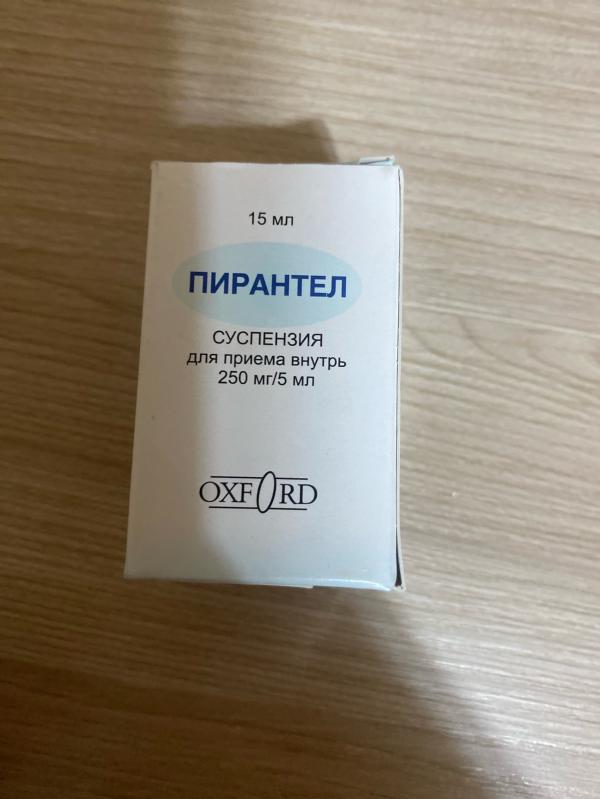 15 мл
ПИРАНТЕЛ
СУСПЕНЗИЯ
для приема внутрь
250 мг/5 мл
OXFORD